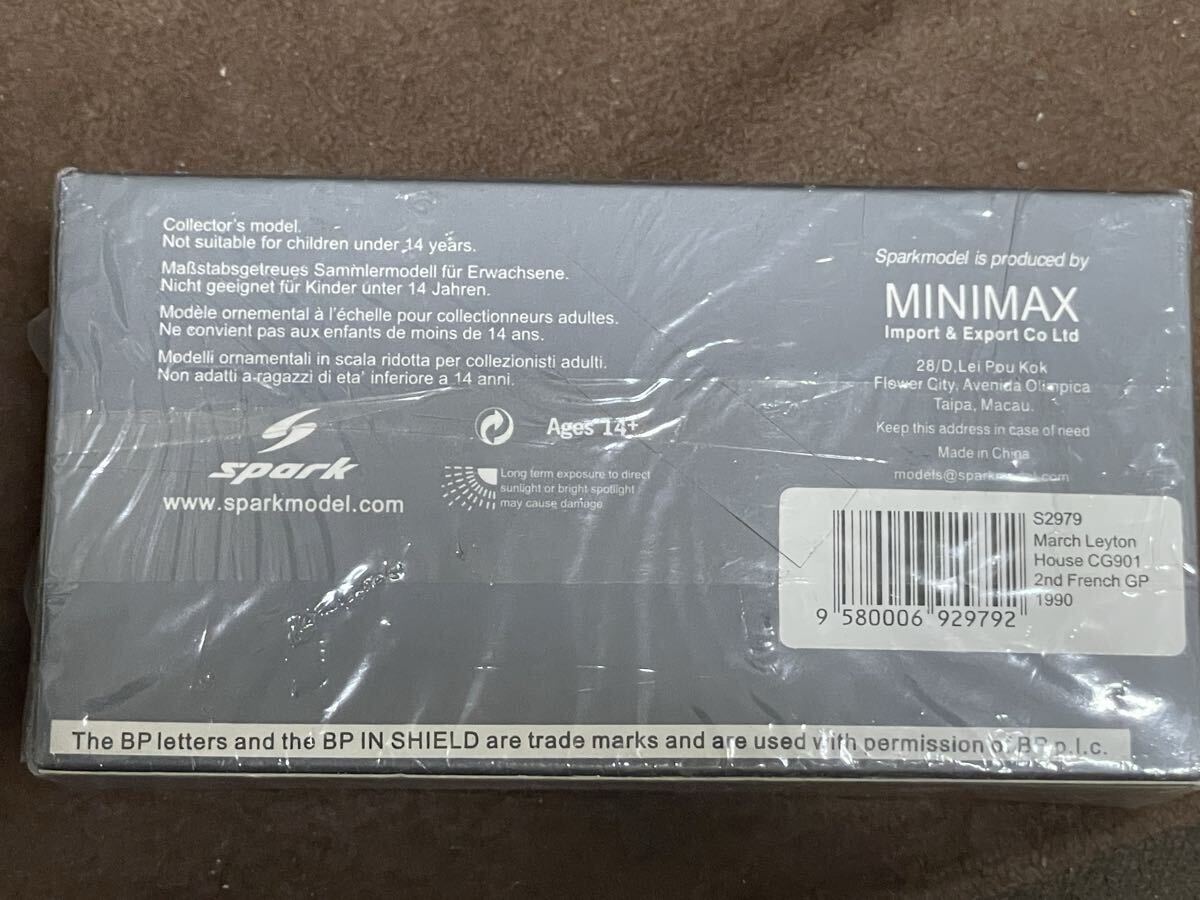 Collector's model.
Not suitable for children under 14 years.
Maßstabsgetreues Sammlermodell für Erwachsene.
Nicht geeignet für Kinder unter 14 Jahren.
Modèle ornemental à l'échelle pour collectionneurs adultes.
Ne convient pas aux enfants de moins de 14 ans.
Modelli ornamentali in scala ridotta per collezionisti adulti.
Non adatti a ragazzi di eta' inferiore a 14 anni.
spark
www.sparkmodel.com
Ages 14+
Long term exposure to direct
sunlight or bright spotlight
may cause damage
Sparkmodel is produced by
MINIMAX
Import & Export Co Ltd
28/D,Lei Pou Kok
Flower City, Avenida Olimpica
Taipa, Macau.
Keep this address in case of need
Made in China
models@sparkmodel.com
S2979
March Leyton
House CG901
2nd French GP
1990
9 580006 929792
The BP letters and the BP IN SHIELD are trade marks and are used with permission of BP p.l.c.